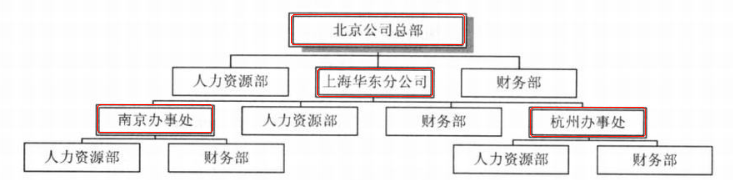 北京公司总部
人力资源部
上海华东分公司
财务部
南京办事处
人力资源部
财务部
杭州办事处
人力资源部
财务部
人力资源部
财务部